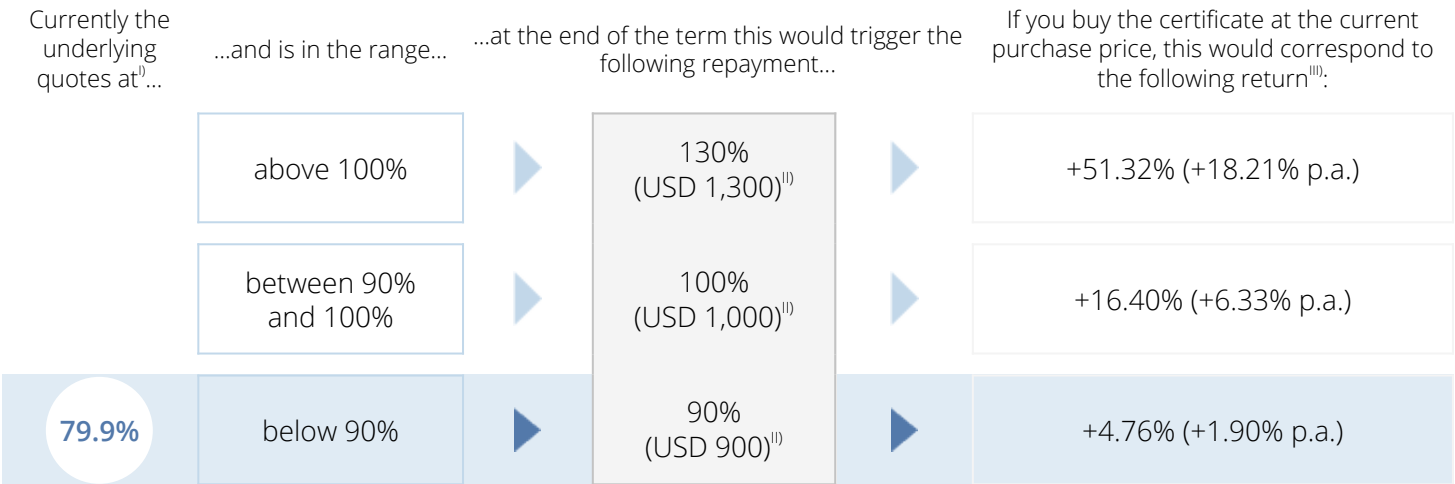 Currently the
underlying
quotes at^I)...
...and is in the range...
...at the end of the term this would trigger the
following repayment...
If you buy the certificate at the current
purchase price, this would correspond to
the following return^III):
above 100%
130%
(USD 1,300)^II)
+51.32% (+18.21% p.a.)
between 90%
and 100%
100%
(USD 1,000)^II)
+16.40% (+6.33% p.a.)
79.9%
below 90%
90%
(USD 900)^II)
+4.76% (+1.90% p.a.)